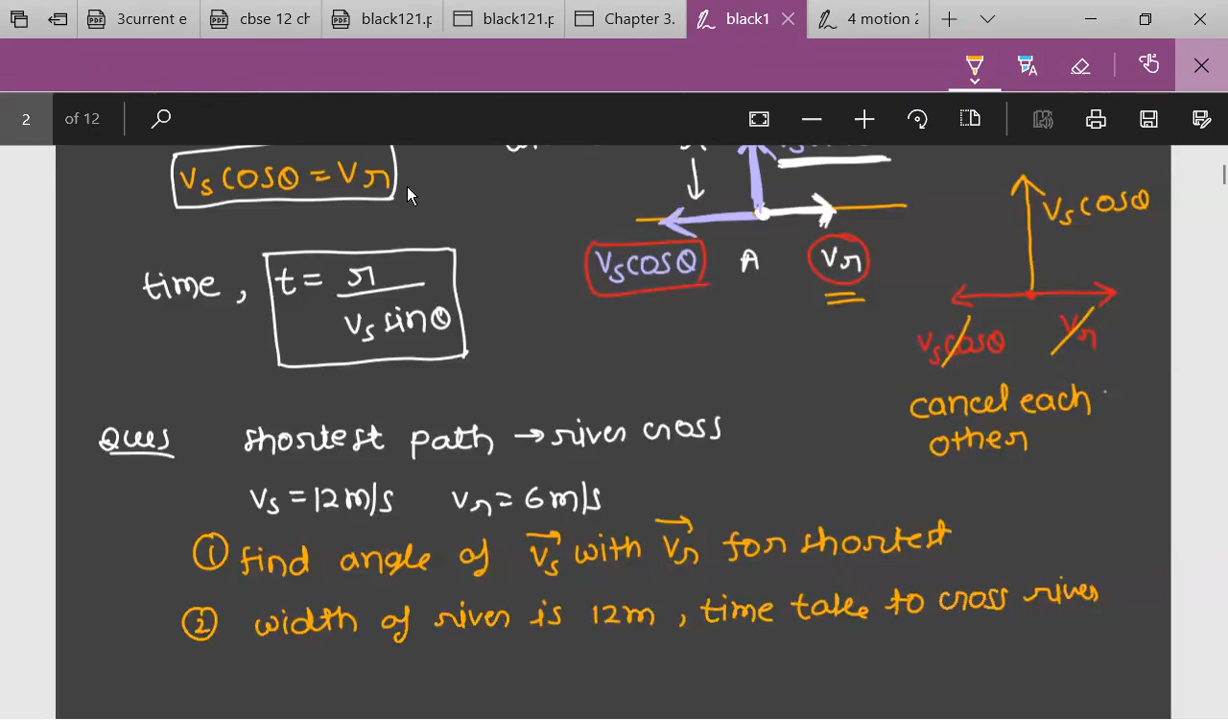 3current e
cbse 12 ch
black121.p
black121.p
Chapter 3.
black1
4 motion 2
2 of 12
Vs cosθ = Vr
time, t = r / Vs sinθ
Vs cosθ
A
Vr
Vs cosθ
Vs cosθ
Vr
cancel each
other
Ques shortest path → river cross
Vs = 12 m/s Vr = 6 m/s
① find angle of Vs with Vr for shortest
② width of river is 12m, time take to cross river